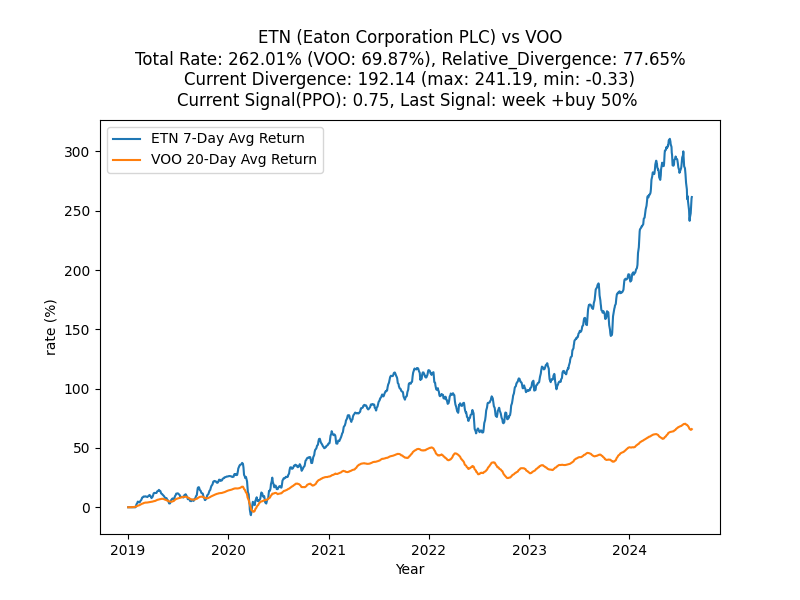 ETN (Eaton Corporation PLC) vs VOO
Total Rate: 262.01% (VOO: 69.87%), Relative_Divergence: 77.65%
Current Divergence: 192.14 (max: 241.19, min: -0.33)
Current Signal(PPO): 0.75, Last Signal: week +buy 50%
ETN 7-Day Avg Return
VOO 20-Day Avg Return
300
250
200
150
100
50
0
rate (%)
2019 2020 2021 2022 2023 2024
Year